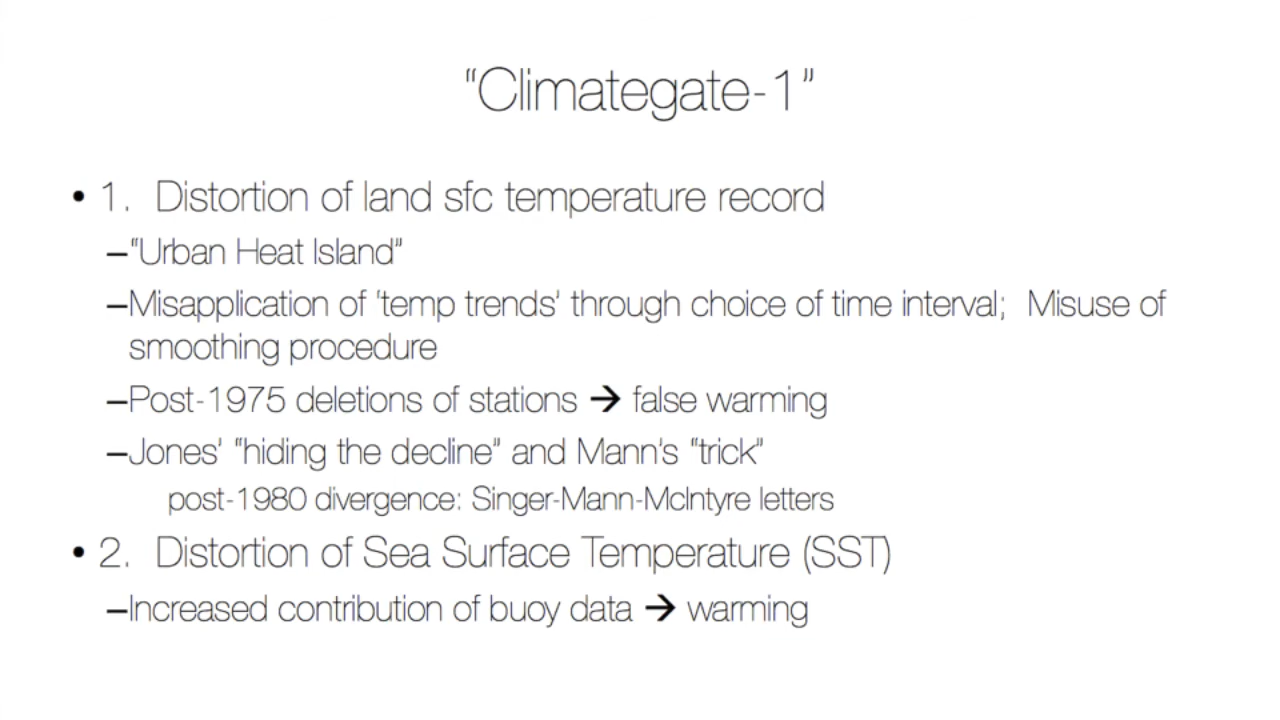 “Climategate-1”
• 1. Distortion of land sfc temperature record
–“Urban Heat Island”
–Misapplication of ‘temp trends’ through choice of time interval; Misuse of
smoothing procedure
–Post-1975 deletions of stations → false warming
–Jones’ “hiding the decline” and Mann’s “trick”
post-1980 divergence: Singer-Mann-McIntyre letters
• 2. Distortion of Sea Surface Temperature (SST)
–Increased contribution of buoy data → warming